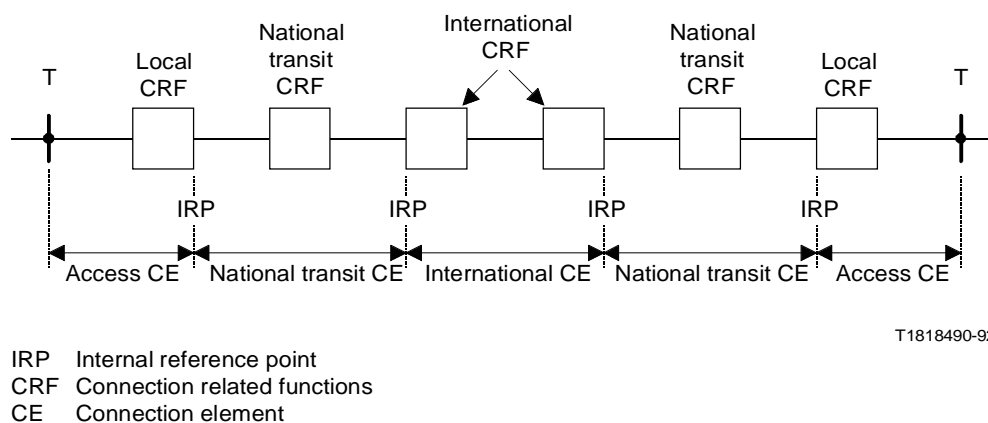 International
CRF
National
transit
CRF
National
transit
CRF
Local
CRF
Local
CRF
T
T
IRP
IRP
IRP
IRP
Access CE
National transit CE
International CE
National transit CE
Access CE
T1818490-92
IRP Internal reference point
CRF Connection related functions
CE Connection element